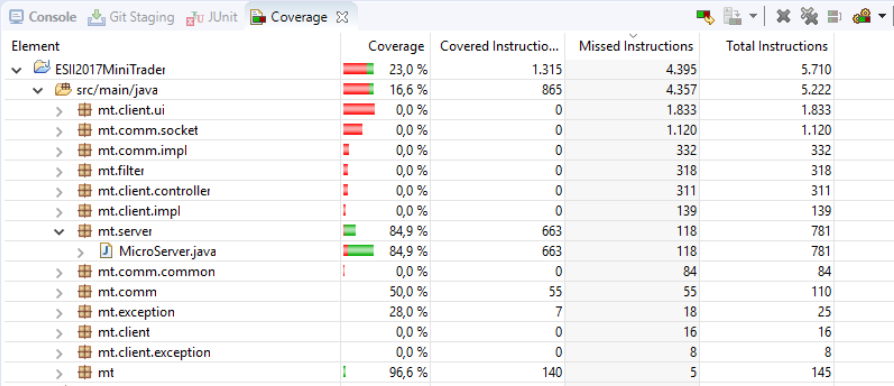 Console Git Staging JUnit Coverage
Element Coverage Covered Instructio... Missed Instructions Total Instructions
ESII2017MiniTrader 23,0 % 1.315 4.395 5.710
src/main/java 16,6 % 865 4.357 5.222
mt.client.ui 0,0 % 0 1.833 1.833
mt.comm.socket 0,0 % 0 1.120 1.120
mt.comm.impl 0,0 % 0 332 332
mt.filter 0,0 % 0 318 318
mt.client.controller 0,0 % 0 311 311
mt.client.impl 0,0 % 0 139 139
mt.server 84,9 % 663 118 781
MicroServer.java 84,9 % 663 118 781
mt.comm.common 0,0 % 0 84 84
mt.comm 50,0 % 55 55 110
mt.exception 28,0 % 7 18 25
mt.client 0,0 % 0 16 16
mt.client.exception 0,0 % 0 8 8
mt 96,6 % 140 5 145